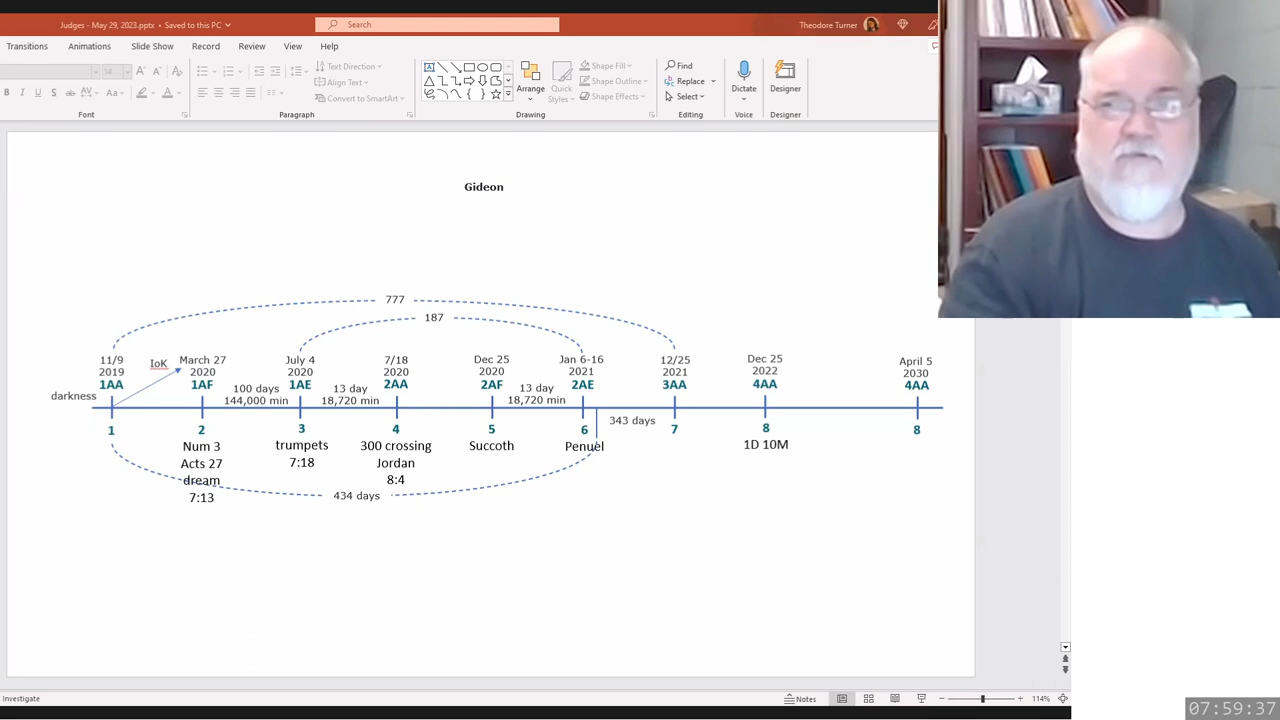 Judges - May 29, 2023.pptx • Saved to this PC
Search
Theodore Turner
Transitions Animations Slide Show Record Review View Help
14
Text Direction
Align Text
Convert to SmartArt
Arrange
Quick Styles
Shape Fill
Shape Outline
Shape Effects
Find
Replace
Select
Dictate
Designer
Font Paragraph Drawing Editing Voice Designer
Gideon
777
187
11/9 2019 1AA
IoK
March 27 2020 1AF
July 4 2020 1AE
7/18 2020 2AA
Dec 25 2020 2AF
Jan 6-16 2021 2AE
12/25 2021 3AA
Dec 25 2022 4AA
April 5 2030 4AA
darkness
100 days 144,000 min
13 day 18,720 min
13 day 18,720 min
343 days
1 2 3 4 5 6 7 8 8
Num 3
Acts 27
dream
7:13
trumpets
7:18
300 crossing
Jordan
8:4
Succoth
Penuel
1D 10M
434 days
Investigate
Notes
114%
07:59:37